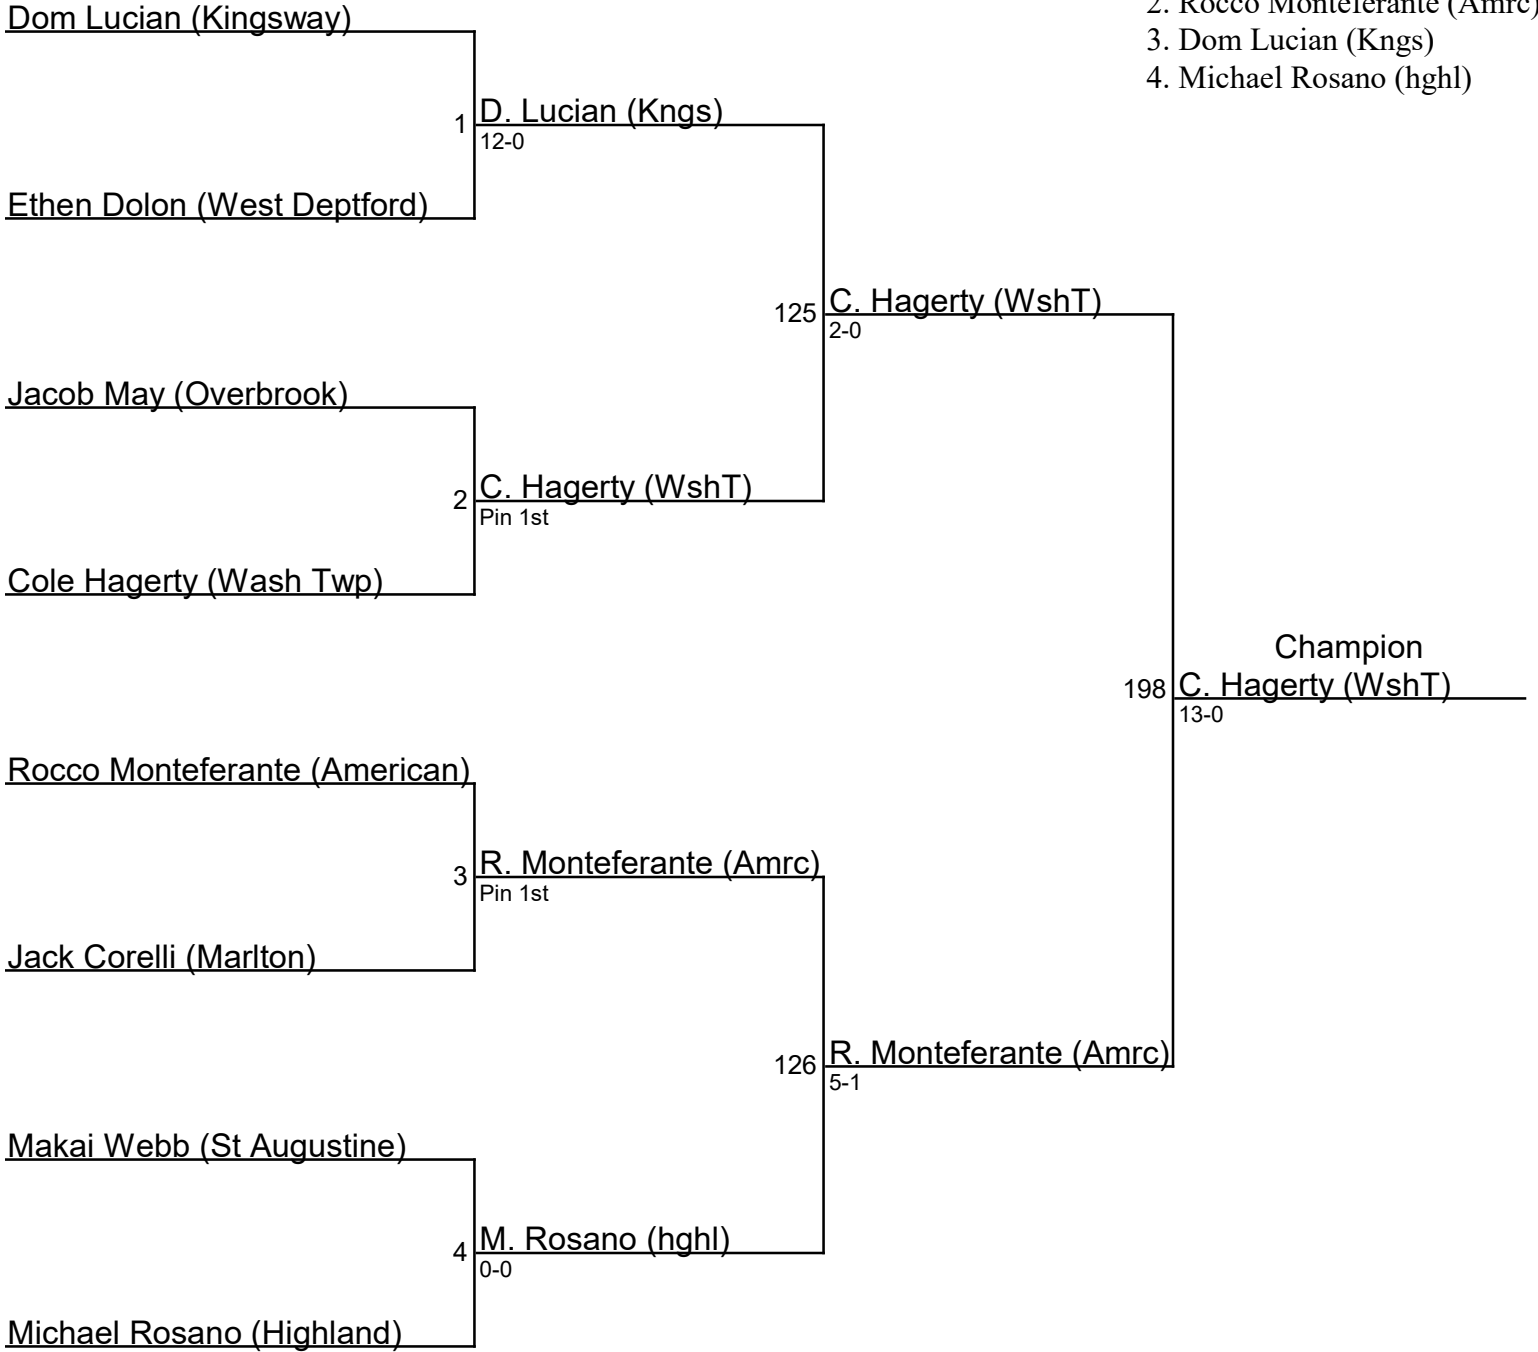 2. Rocco Monteferante (Amrc)
3. Dom Lucian (Kngs)
4. Michael Rosano (hghl)
Dom Lucian (Kingsway)
1 D. Lucian (Kngs)
12-0
Ethen Dolon (West Deptford)
125 C. Hagerty (WshT)
2-0
Jacob May (Overbrook)
2 C. Hagerty (WshT)
Pin 1st
Cole Hagerty (Wash Twp)
Champion
198 C. Hagerty (WshT)
13-0
Rocco Monteferante (American)
3 R. Monteferante (Amrc)
Pin 1st
Jack Corelli (Marlton)
126 R. Monteferante (Amrc)
5-1
Makai Webb (St Augustine)
4 M. Rosano (hghl)
0-0
Michael Rosano (Highland)